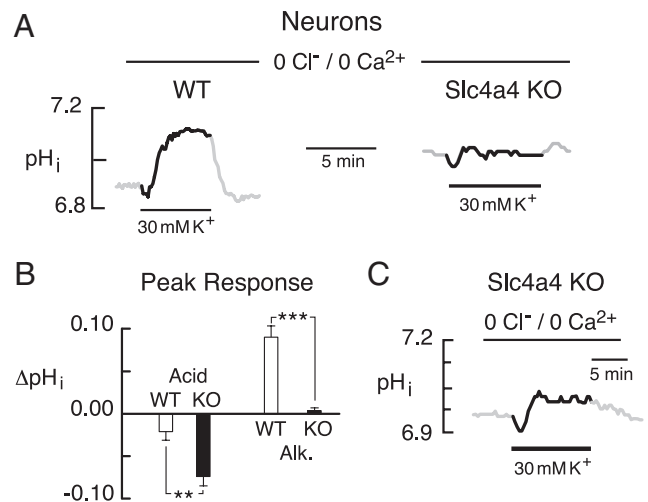 A
Neurons
0 Cl⁻ / 0 Ca²⁺
WT
Slc4a4 KO
7.2
pHᵢ
6.8
5 min
30 mM K⁺
30 mM K⁺
B
Peak Response
0.10
***
ΔpHᵢ
Acid
WT KO
0.00
WT KO
Alk.
**
-0.10
C
Slc4a4 KO
0 Cl⁻ / 0 Ca²⁺
7.2
5 min
pHᵢ
6.9
30 mM K⁺